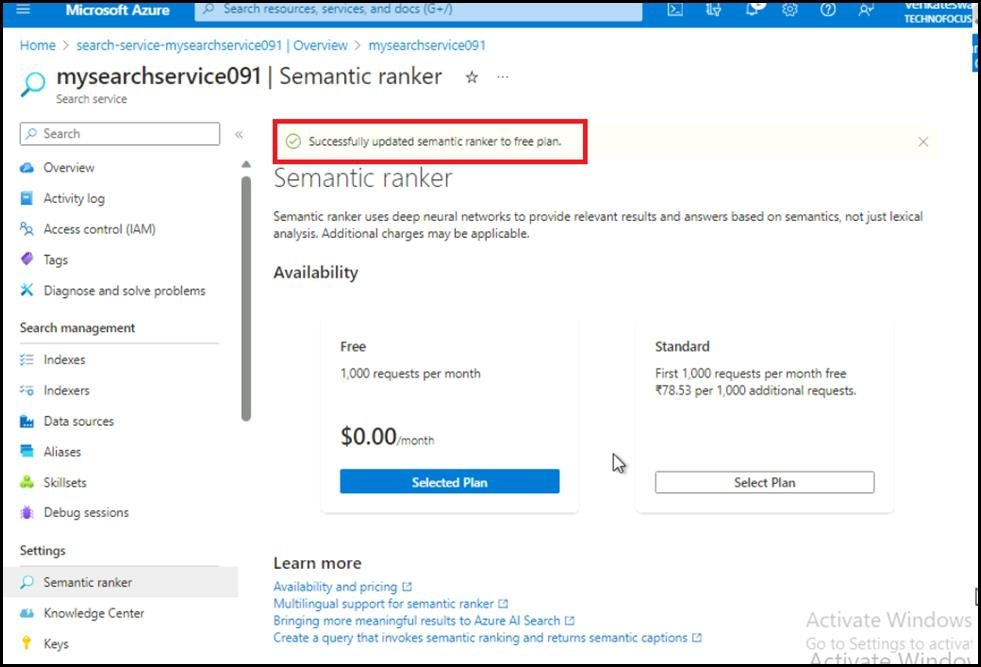 Microsoft Azure
Search resources, services, and docs (G+/)
TECHNOFOCUS
Home > search-service-mysearchservice091 | Overview > mysearchservice091
mysearchservice091 | Semantic ranker
Search service
Search
Overview
Activity log
Access control (IAM)
Tags
Diagnose and solve problems
Search management
Indexes
Indexers
Data sources
Aliases
Skillsets
Debug sessions
Settings
Semantic ranker
Knowledge Center
Keys
Successfully updated semantic ranker to free plan.
Semantic ranker
Semantic ranker uses deep neural networks to provide relevant results and answers based on semantics, not just lexical
analysis. Additional charges may be applicable.
Availability
Free
1,000 requests per month
$0.00/month
Selected Plan
Standard
First 1,000 requests per month free
₹78.53 per 1,000 additional requests.
Select Plan
Learn more
Availability and pricing
Multilingual support for semantic ranker
Bringing more meaningful results to Azure AI Search
Create a query that invokes semantic ranking and returns semantic captions
Activate Windows
Go to Settings to activa
Activate Windov